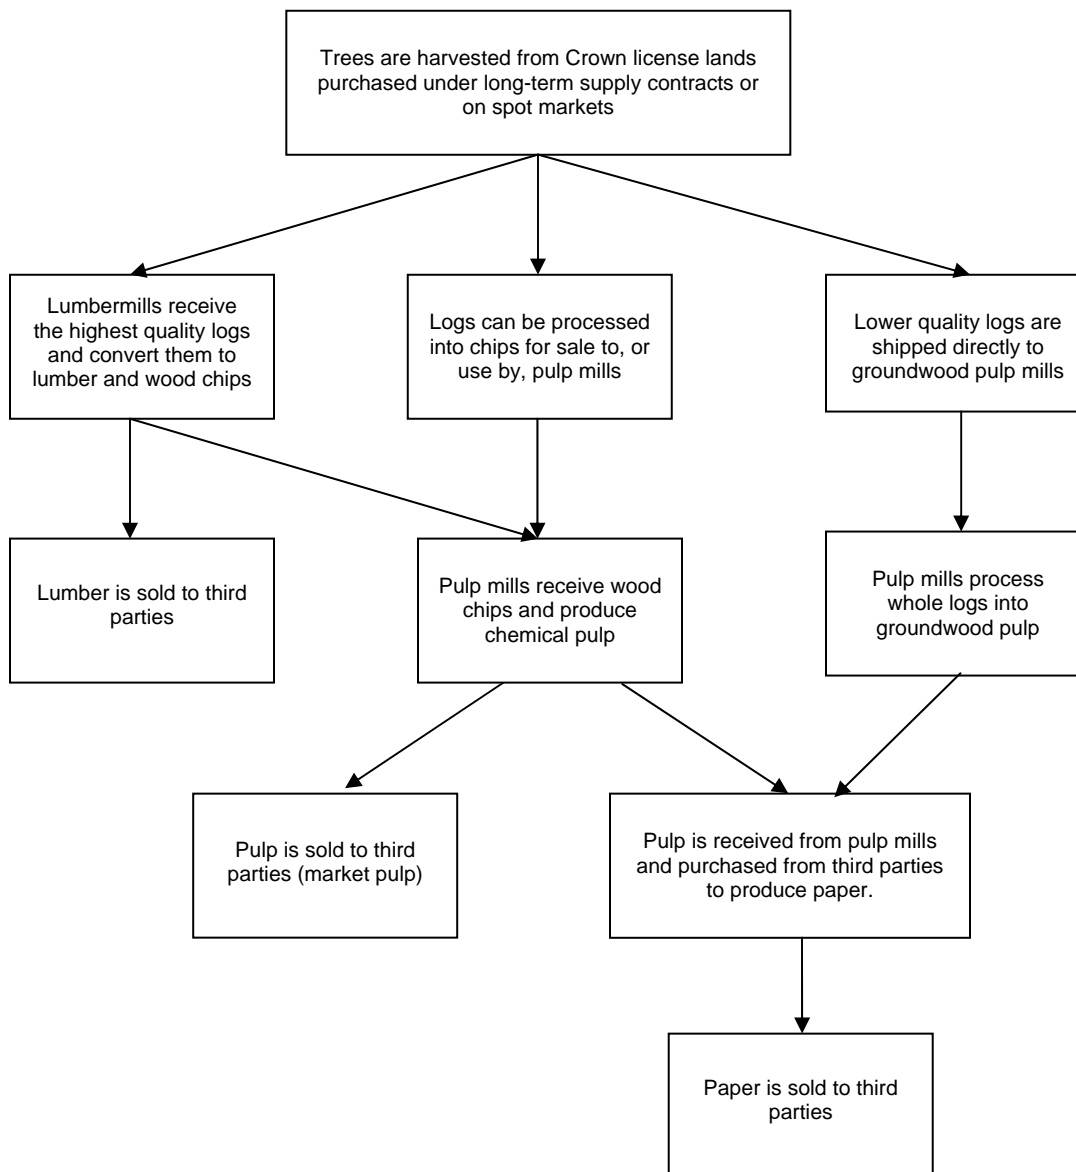 Trees are harvested from Crown license lands
purchased under long-term supply contracts or
on spot markets
Lumbermills receive
the highest quality logs
and convert them to
lumber and wood chips
Logs can be processed
into chips for sale to, or
use by, pulp mills
Lower quality logs are
shipped directly to
groundwood pulp mills
Lumber is sold to third
parties
Pulp mills receive wood
chips and produce
chemical pulp
Pulp mills process
whole logs into
groundwood pulp
Pulp is sold to third
parties (market pulp)
Pulp is received from pulp mills
and purchased from third parties
to produce paper.
Paper is sold to third
parties